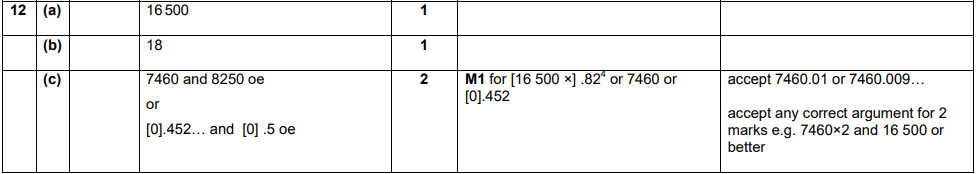 12 (a) 16 500 1
(b) 18 1
(c) 7460 and 8250 oe 2 M1 for [16 500 ×] .82⁴ or 7460 or accept 7460.01 or 7460.009…
or [0].452
[0].452… and [0] .5 oe accept any correct argument for 2
marks e.g. 7460×2 and 16 500 or
better